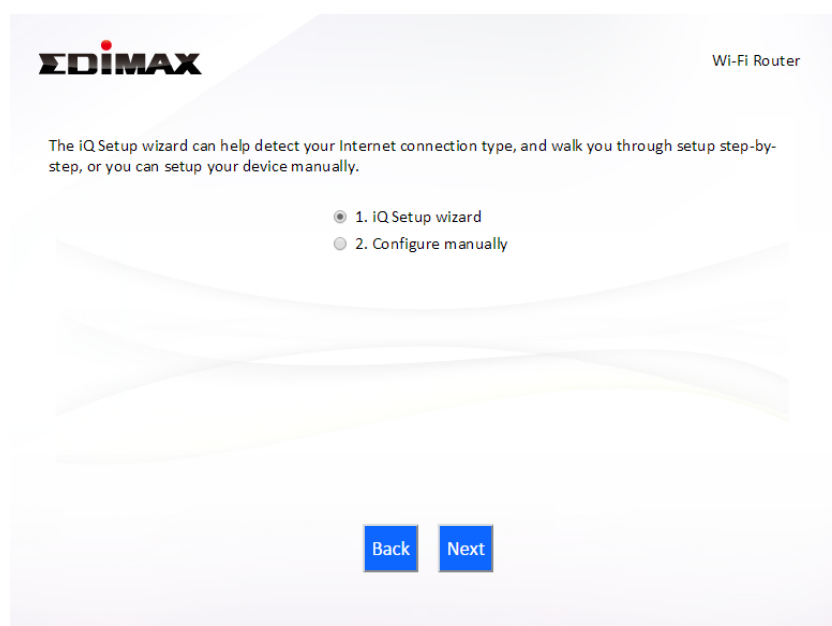 EDIMAX
Wi-Fi Router
The iQ Setup wizard can help detect your Internet connection type, and walk you through setup step-by-
step, or you can setup your device manually.
1. iQ Setup wizard
2. Configure manually
Back
Next